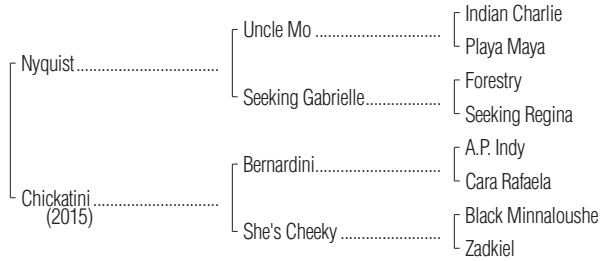 Indian Charlie
Uncle Mo ................................
Playa Maya
Nyquist....................................
Forestry
Seeking Gabrielle...................
Seeking Regina
A.P. Indy
Bernardini................................
Cara Rafaela
Chickatini ................................
(2015)
Black Minnaloushe
She's Cheeky .........................
Zadkiel